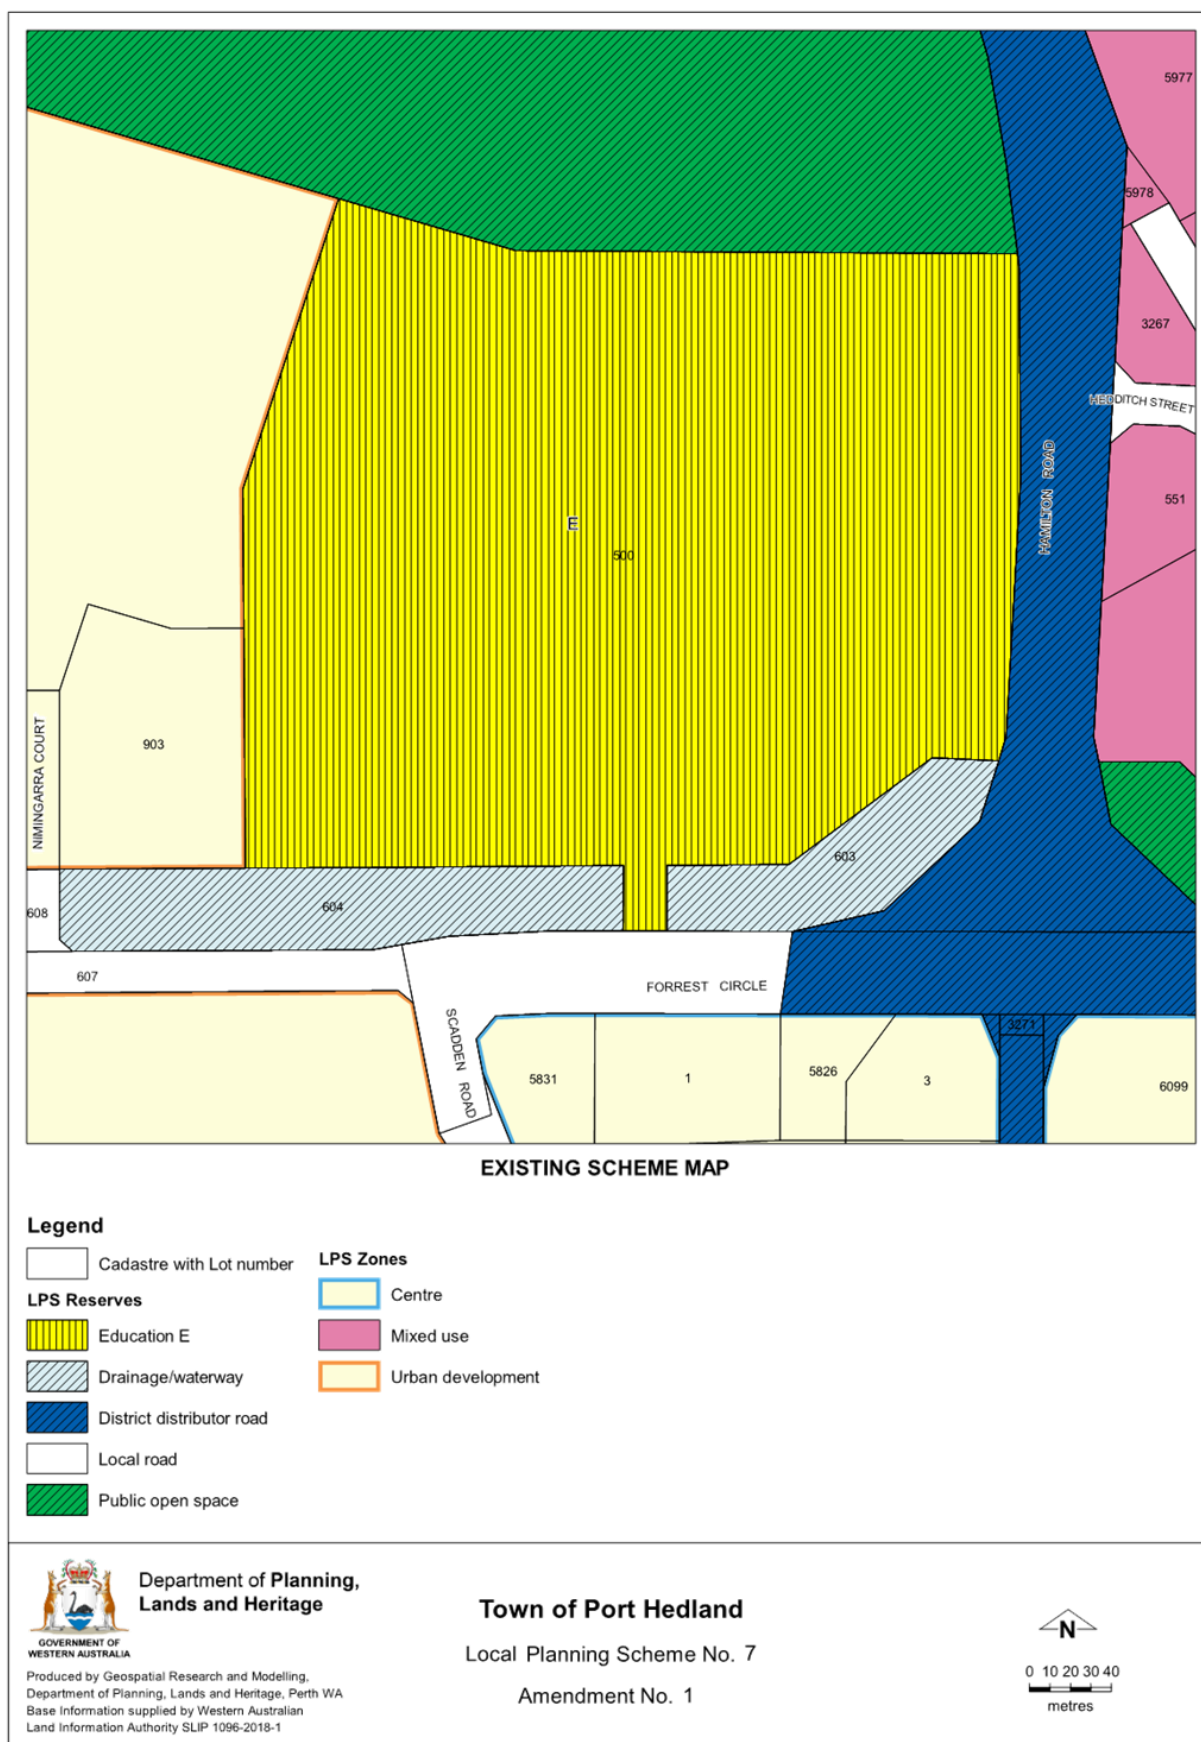 5977
5978
3267
HEDDITCH STREET
HAMILTON ROAD
551
E
500
903
NIMINGARRA COURT
603
604
608
607
FORREST CIRCLE
SCADDEN ROAD
3271
5831
1
5826
3
6099
EXISTING SCHEME MAP
Legend
Cadastre with Lot number
LPS Reserves
Education E
Drainage/waterway
District distributor road
Local road
Public open space
LPS Zones
Centre
Mixed use
Urban development
GOVERNMENT OF
WESTERN AUSTRALIA
Department of Planning,
Lands and Heritage
Produced by Geospatial Research and Modelling,
Department of Planning, Lands and Heritage, Perth WA
Base Information supplied by Western Australian
Land Information Authority SLIP 1096-2018-1
Town of Port Hedland
Local Planning Scheme No. 7
Amendment No. 1
N
0 10 20 30 40
metres